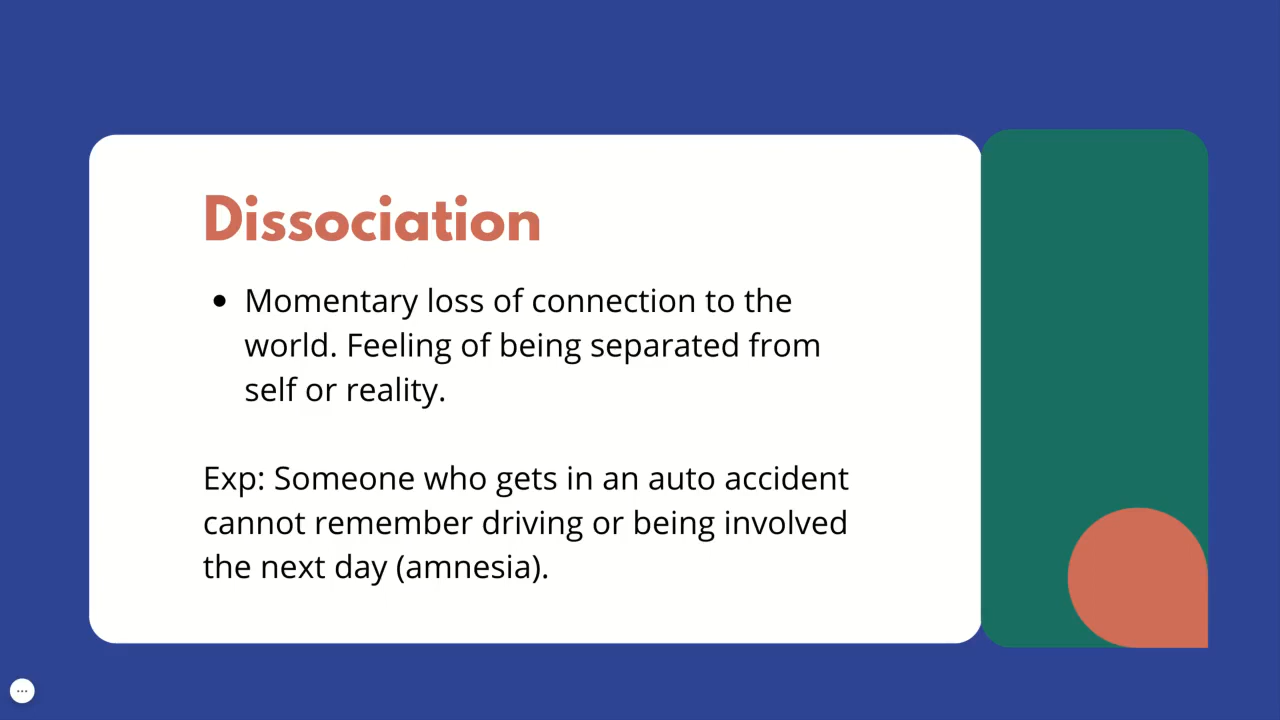 Dissociation
• Momentary loss of connection to the
world. Feeling of being separated from
self or reality.
Exp: Someone who gets in an auto accident
cannot remember driving or being involved
the next day (amnesia).